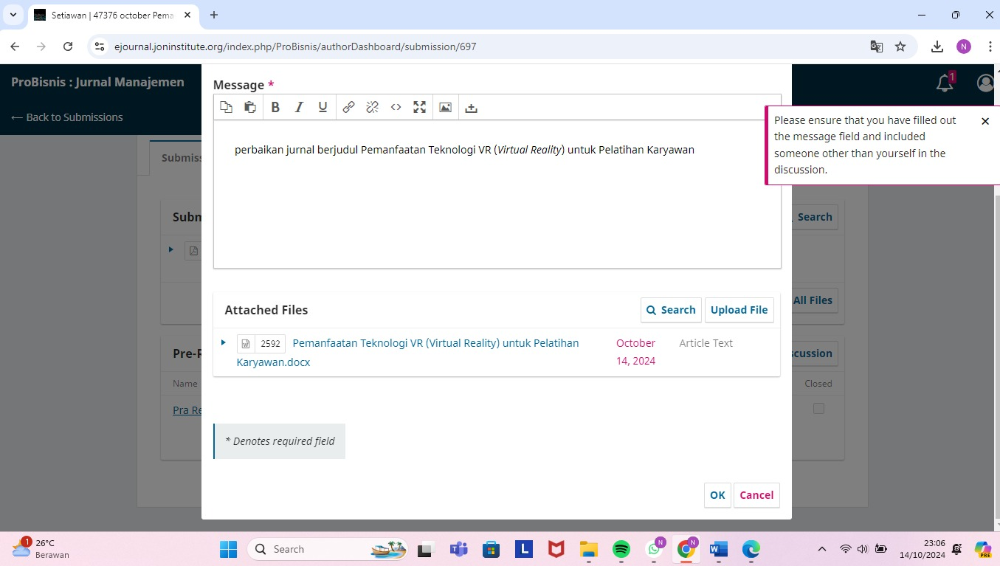 Setiawan | 47376 october Pema
ejournal.joninstitute.org/index.php/ProBisnis/authorDashboard/submission/697
N
ProBisnis : Jurnal Manajemen
1
← Back to Submissions
Message *
B I U
Please ensure that you have filled out
the message field and included
someone other than yourself in the
discussion.
perbaikan jurnal berjudul Pemanfaatan Teknologi VR (Virtual Reality) untuk Pelatihan Karyawan
Submiss
Subm
Search
All Files
Attached Files
Search
Upload File
2592 Pemanfaatan Teknologi VR (Virtual Reality) untuk Pelatihan
Karyawan.docx
October
14, 2024
Article Text
Pre-R
scussion
Name
Closed
Pra Re
* Denotes required field
OK
Cancel
1
26°C
Berawan
Search
L
N
N
23:06
14/10/2024
PRE